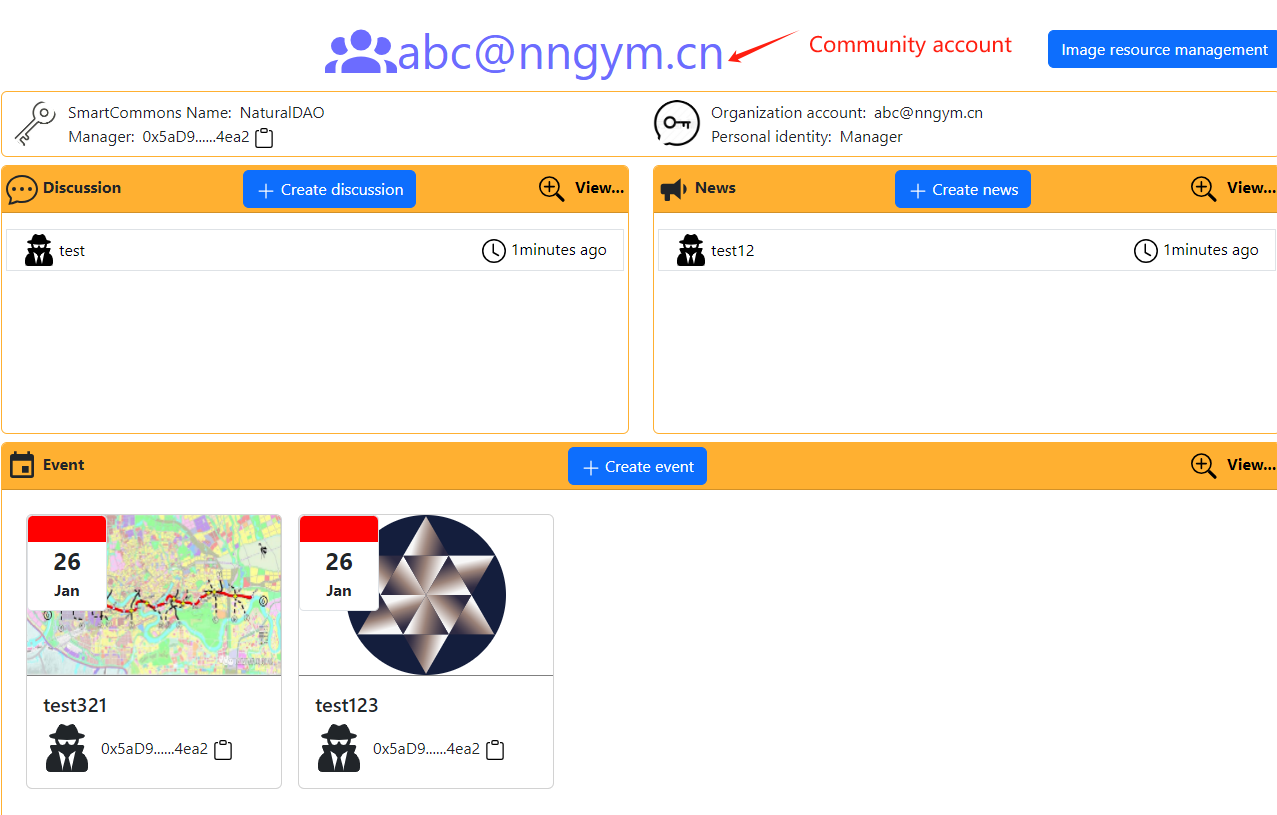 abc@nngym.cn
Community account
Image resource management
SmartCommons Name: NaturalDAO
Manager: 0x5aD9......4ea2
Organization account: abc@nngym.cn
Personal identity: Manager
Discussion
Create discussion
View...
News
Create news
View...
test
1minutes ago
test12
1minutes ago
Event
Create event
View...
26
Jan
26
Jan
test321
0x5aD9......4ea2
test123
0x5aD9......4ea2